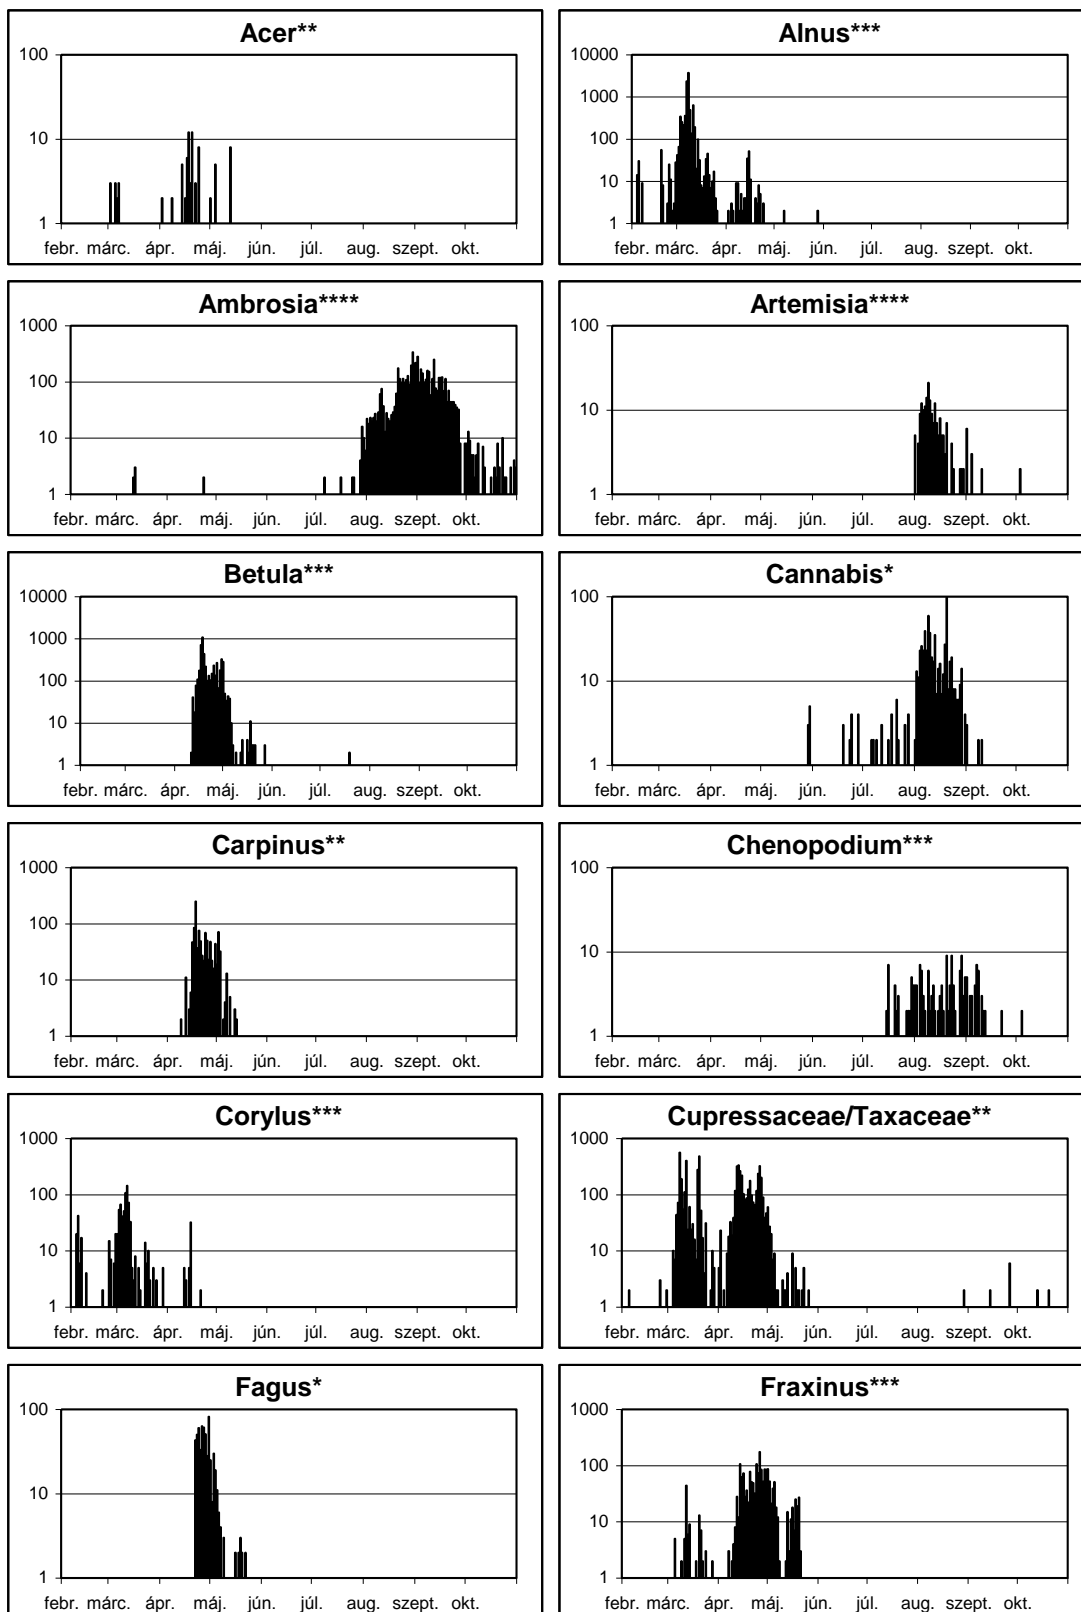 Acer**
100
10
1
febr. márc. ápr. máj. jún. júl. aug. szept. okt.
Alnus***
10000
1000
100
10
1
febr. márc. ápr. máj. jún. júl. aug. szept. okt.
Ambrosia****
1000
100
10
1
febr. márc. ápr. máj. jún. júl. aug. szept. okt.
Artemisia****
100
10
1
febr. márc. ápr. máj. jún. júl. aug. szept. okt.
Betula***
10000
1000
100
10
1
febr. márc. ápr. máj. jún. júl. aug. szept. okt.
Cannabis*
100
10
1
febr. márc. ápr. máj. jún. júl. aug. szept. okt.
Carpinus**
1000
100
10
1
febr. márc. ápr. máj. jún. júl. aug. szept. okt.
Chenopodium***
100
10
1
febr. márc. ápr. máj. jún. júl. aug. szept. okt.
Corylus***
1000
100
10
1
febr. márc. ápr. máj. jún. júl. aug. szept. okt.
Cupressaceae/Taxaceae**
1000
100
10
1
febr. márc. ápr. máj. jún. júl. aug. szept. okt.
Fagus*
100
10
1
febr. márc. ápr. máj. jún. júl. aug. szept. okt.
Fraxinus***
1000
100
10
1
febr. márc. ápr. máj. jún. júl. aug. szept. okt.